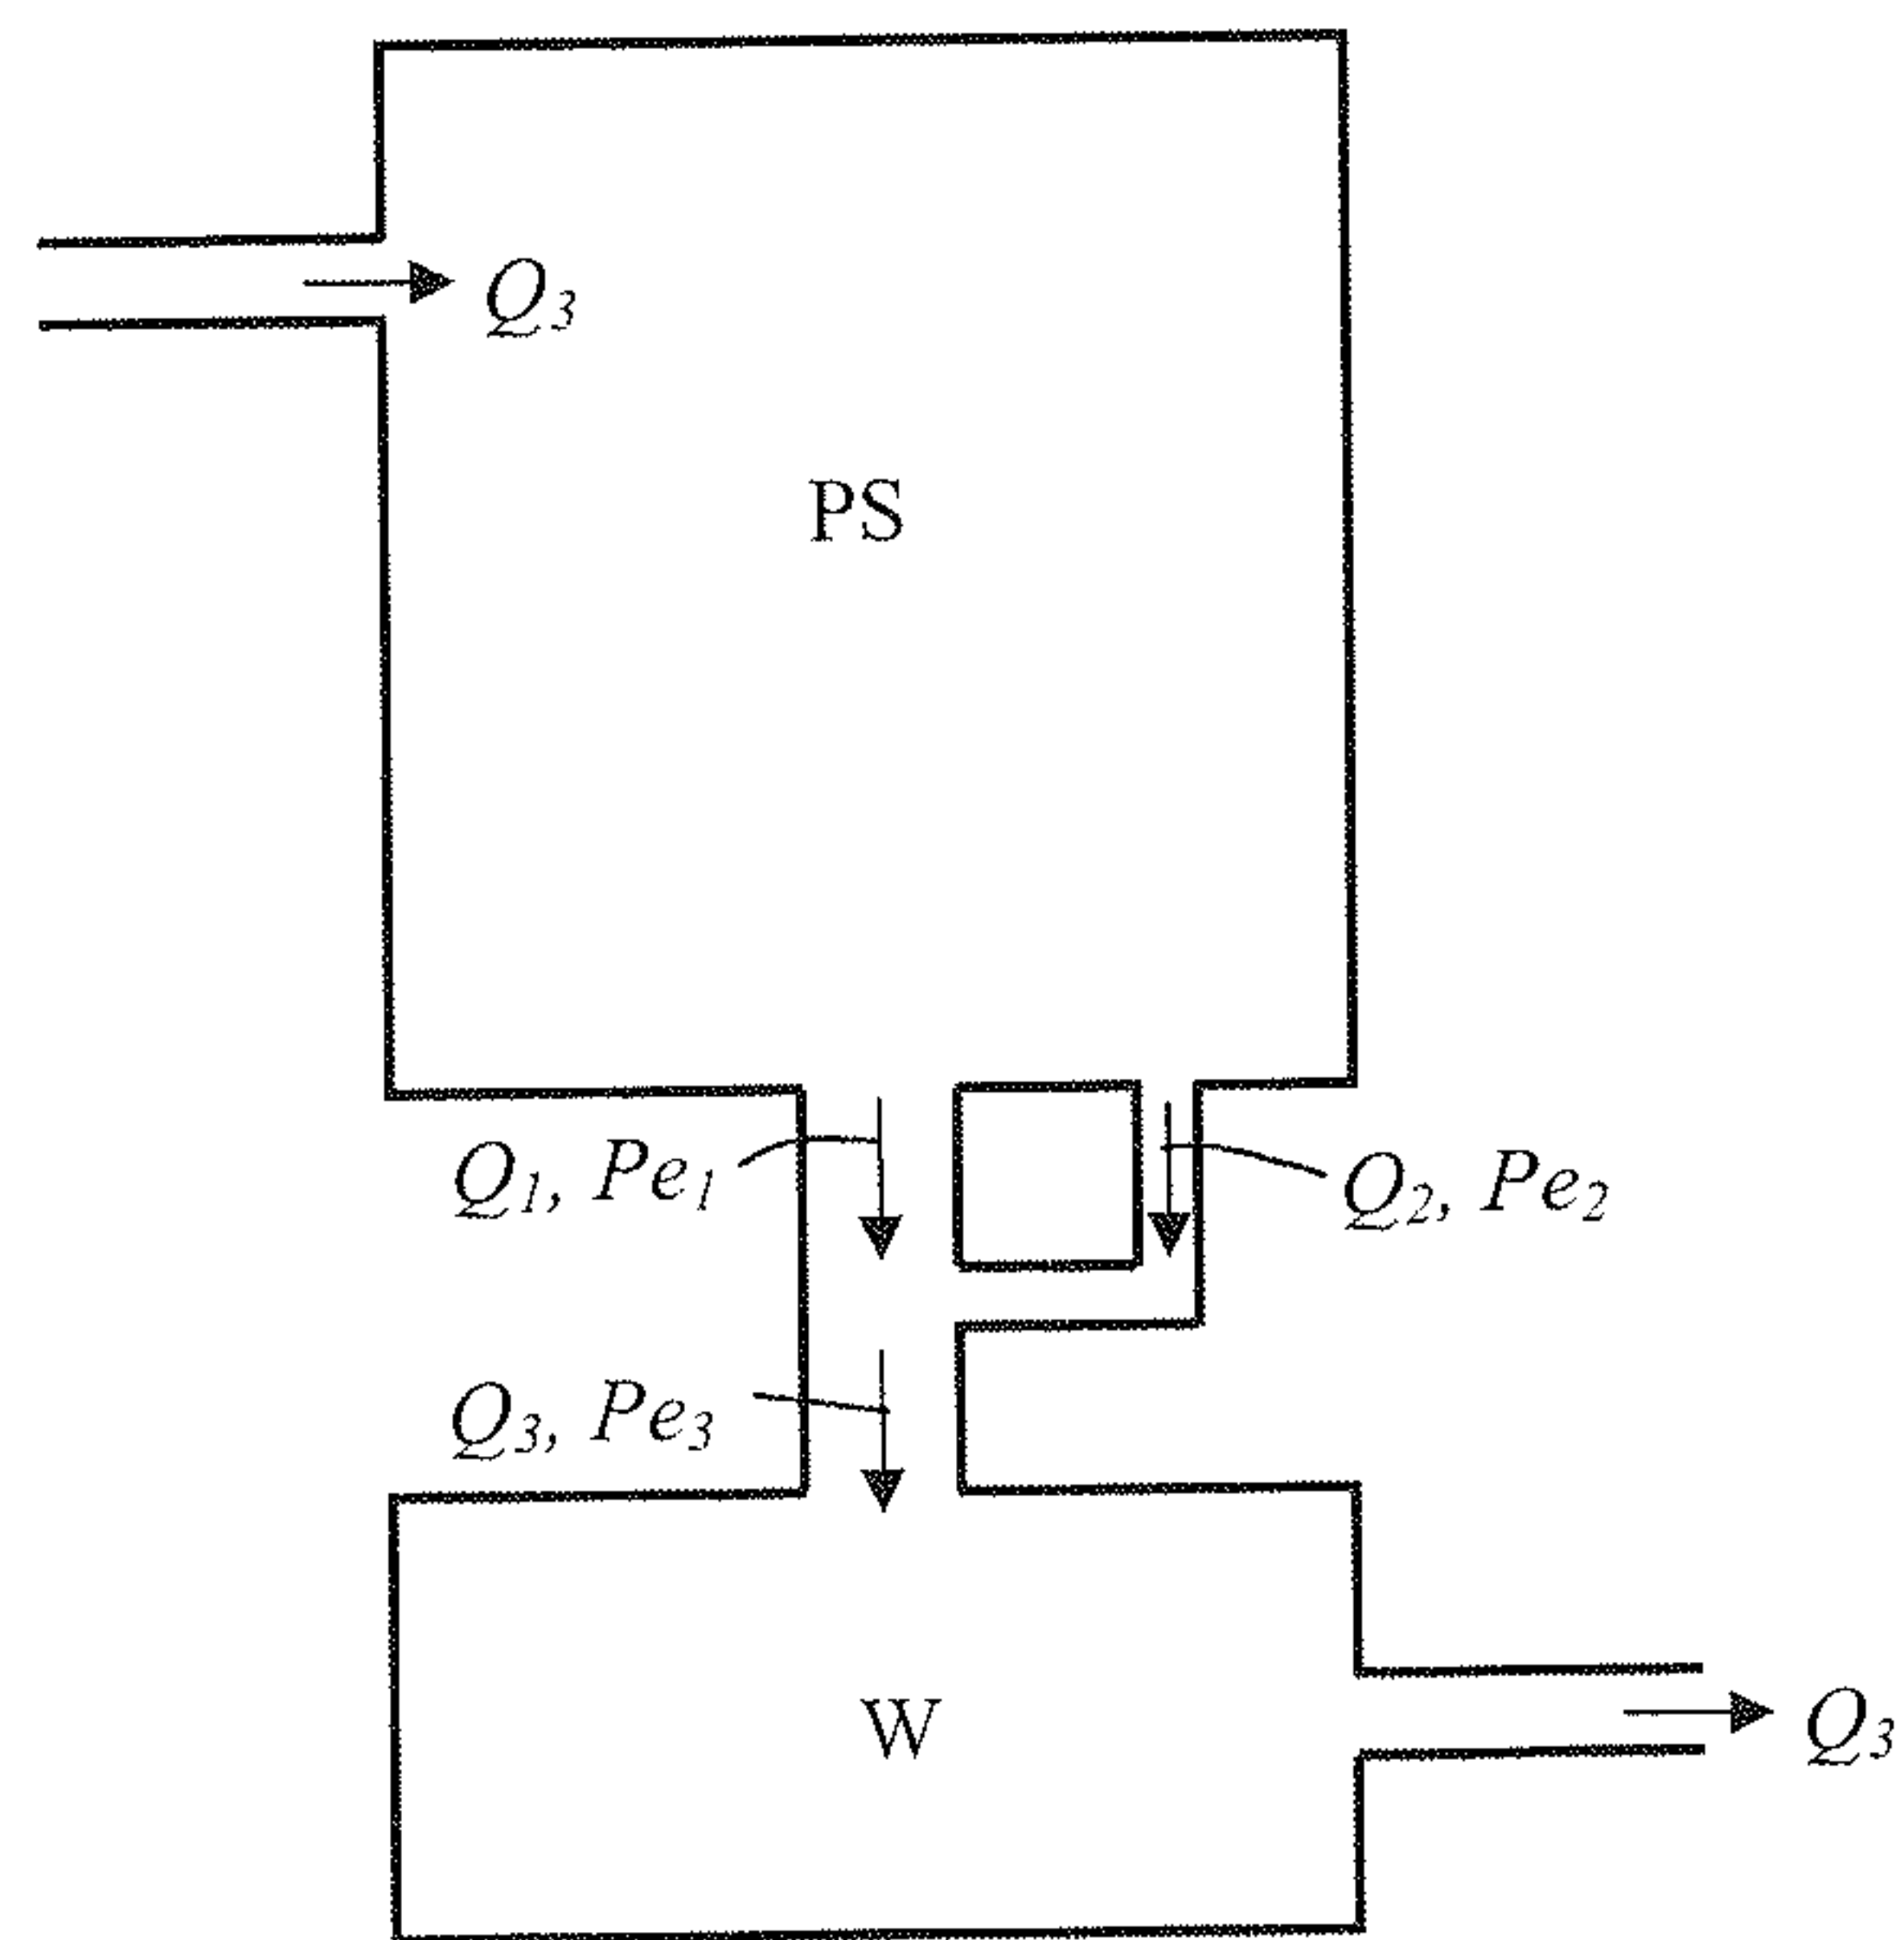 Q3
PS
Q1, Pe1
Q2, Pe2
Q3, Pe3
W
Q3